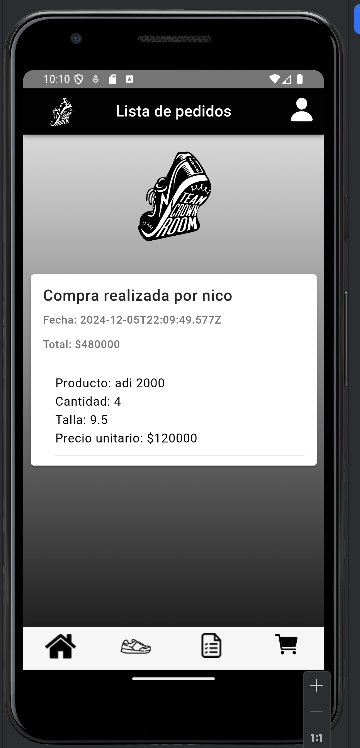 10:10
Lista de pedidos
TEAM
CROWN
ROOM
Compra realizada por nico
Fecha: 2024-12-05T22:09:49.577Z
Total: $480000
Producto: adi 2000
Cantidad: 4
Talla: 9.5
Precio unitario: $120000
1:1